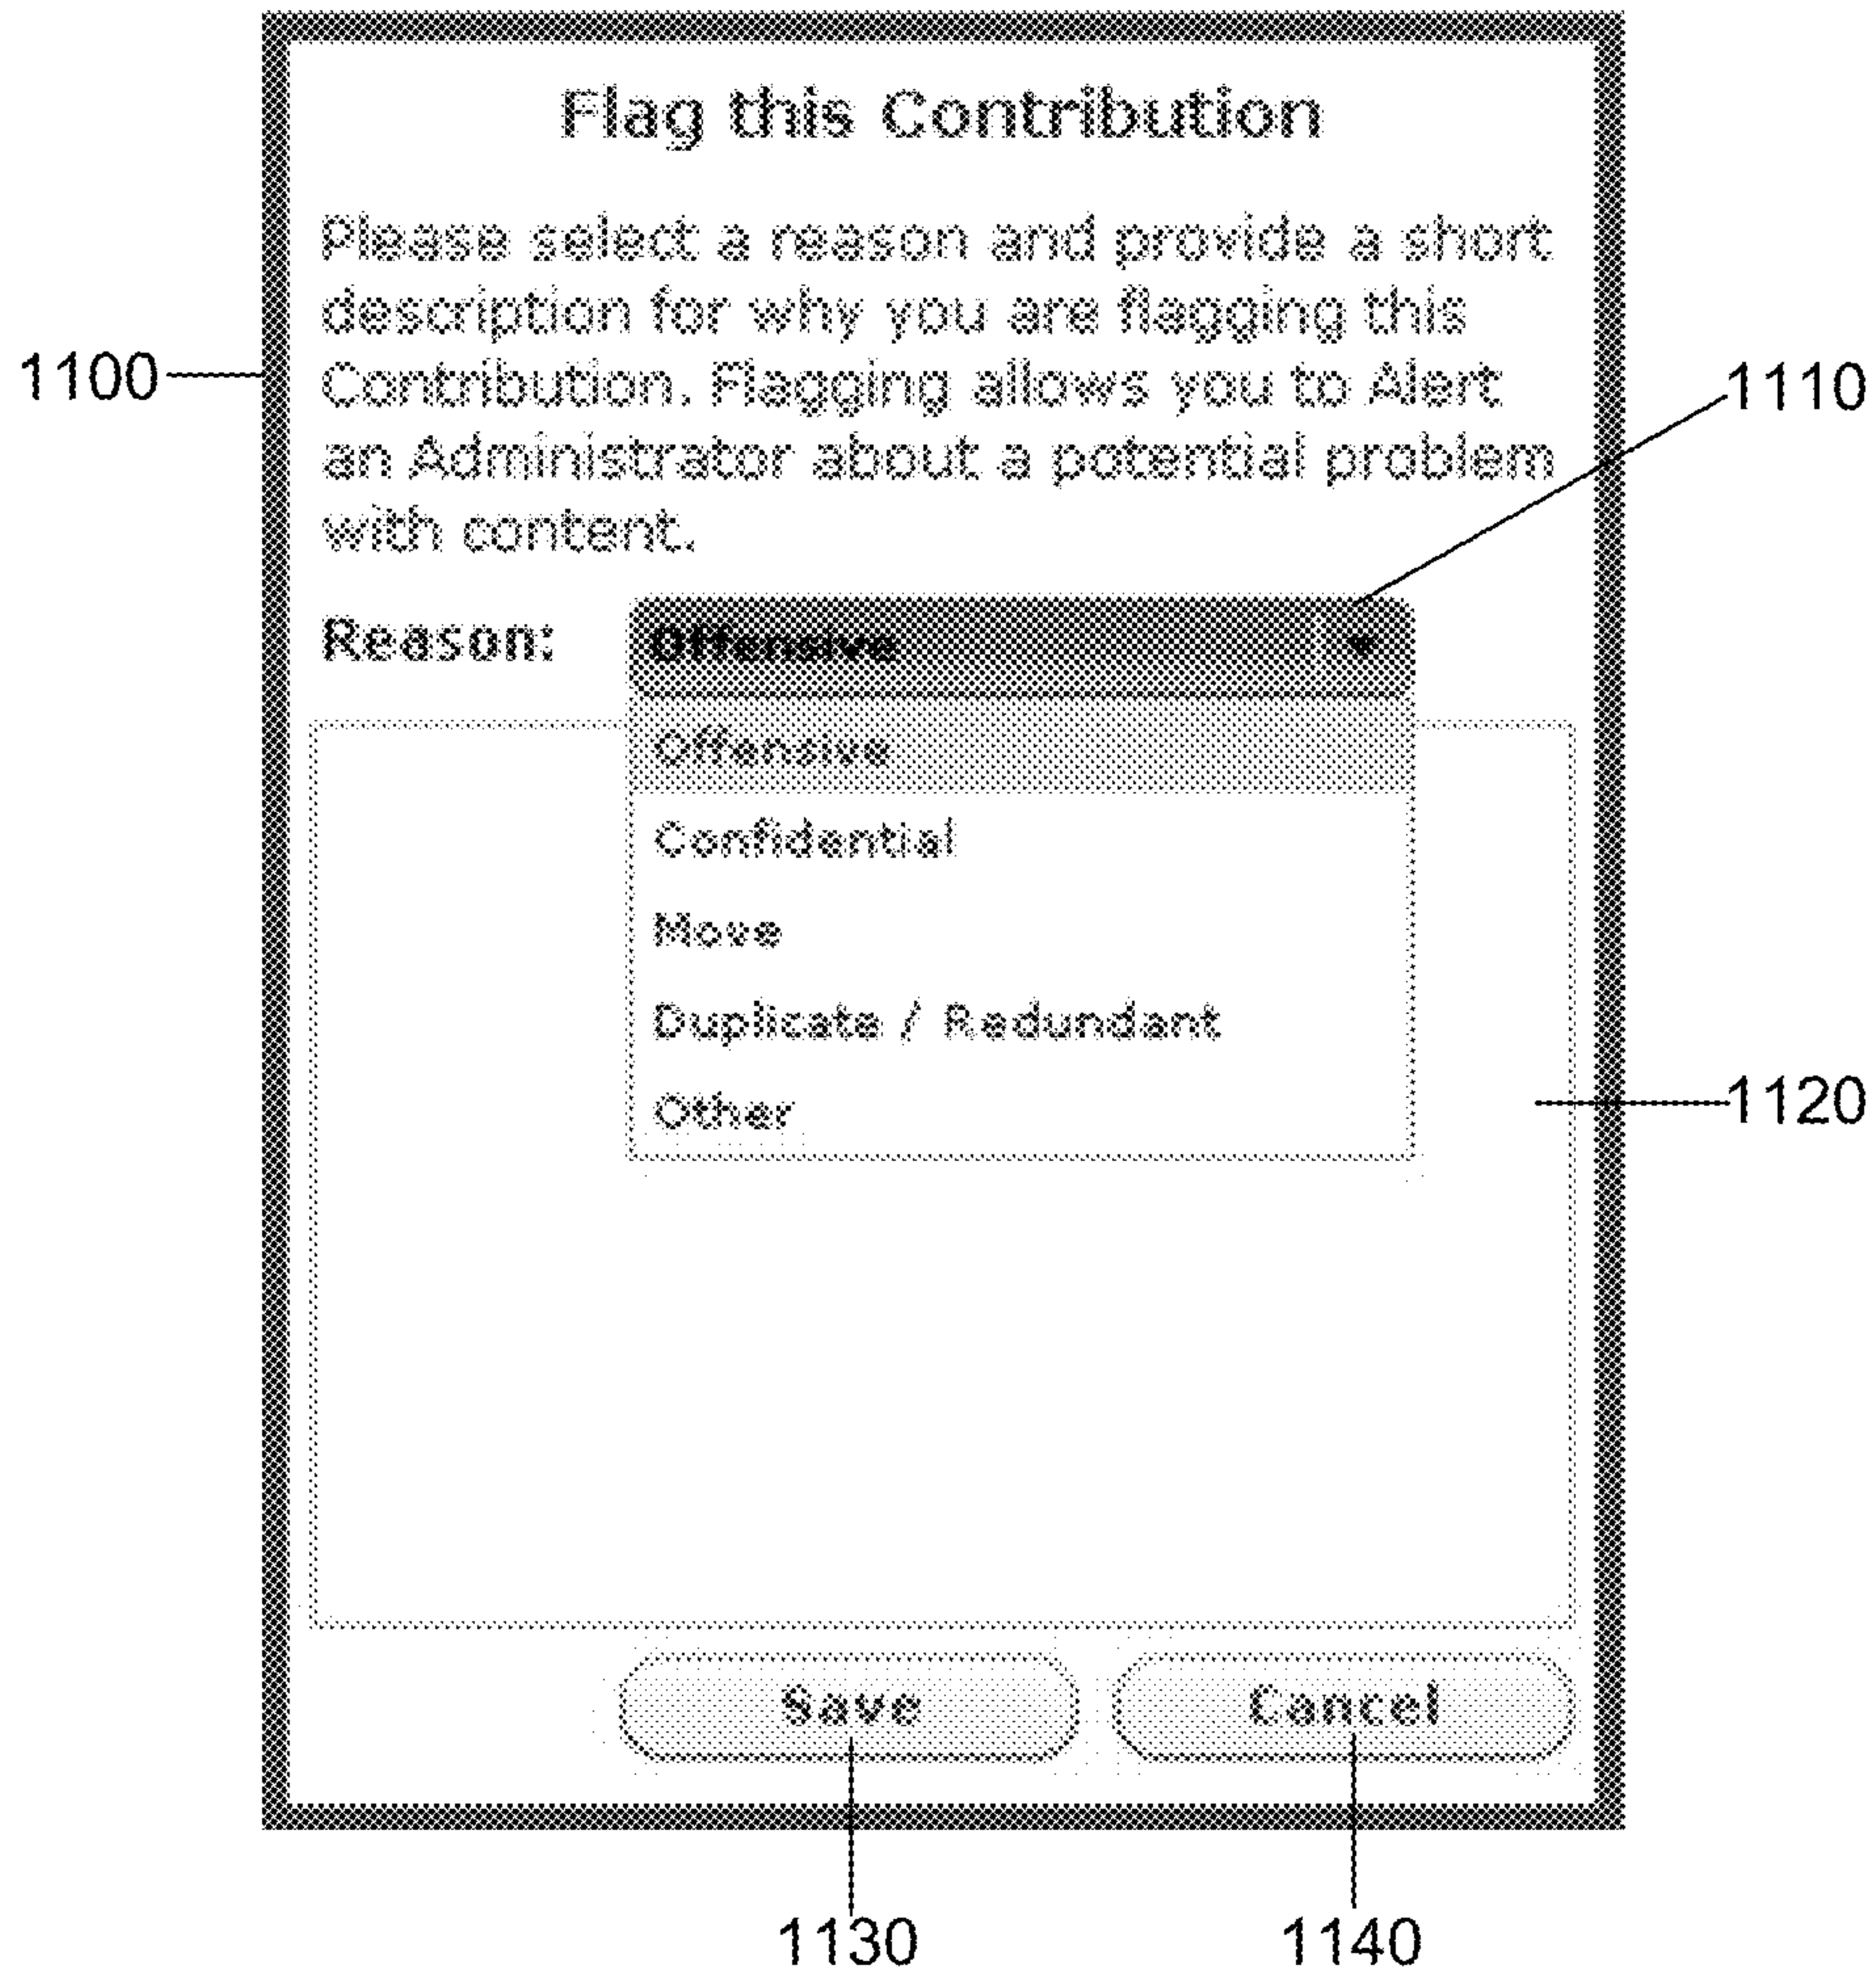 Flag this Contribution
Please select a reason and provide a short
description for why you are flagging this
Contribution. Flagging allows you to Alert
an Administrator about a potential problem
with content.
1100
1110
Reason: Offensive
Offensive
Confidential
Move
Duplicate / Redundant
Other
1120
Save Cancel
1130 1140